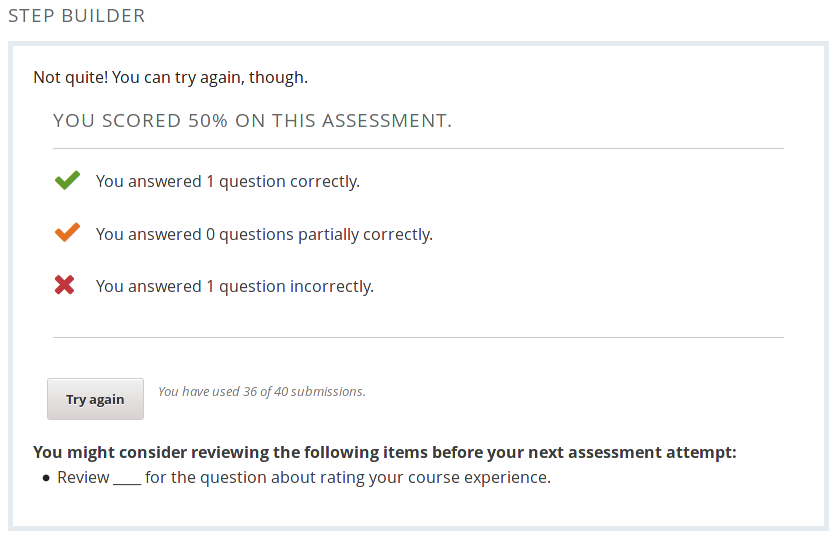 STEP BUILDER
Not quite! You can try again, though.
YOU SCORED 50% ON THIS ASSESSMENT.
You answered 1 question correctly.
You answered 0 questions partially correctly.
You answered 1 question incorrectly.
Try again
You have used 36 of 40 submissions.
You might consider reviewing the following items before your next assessment attempt:
• Review ____ for the question about rating your course experience.